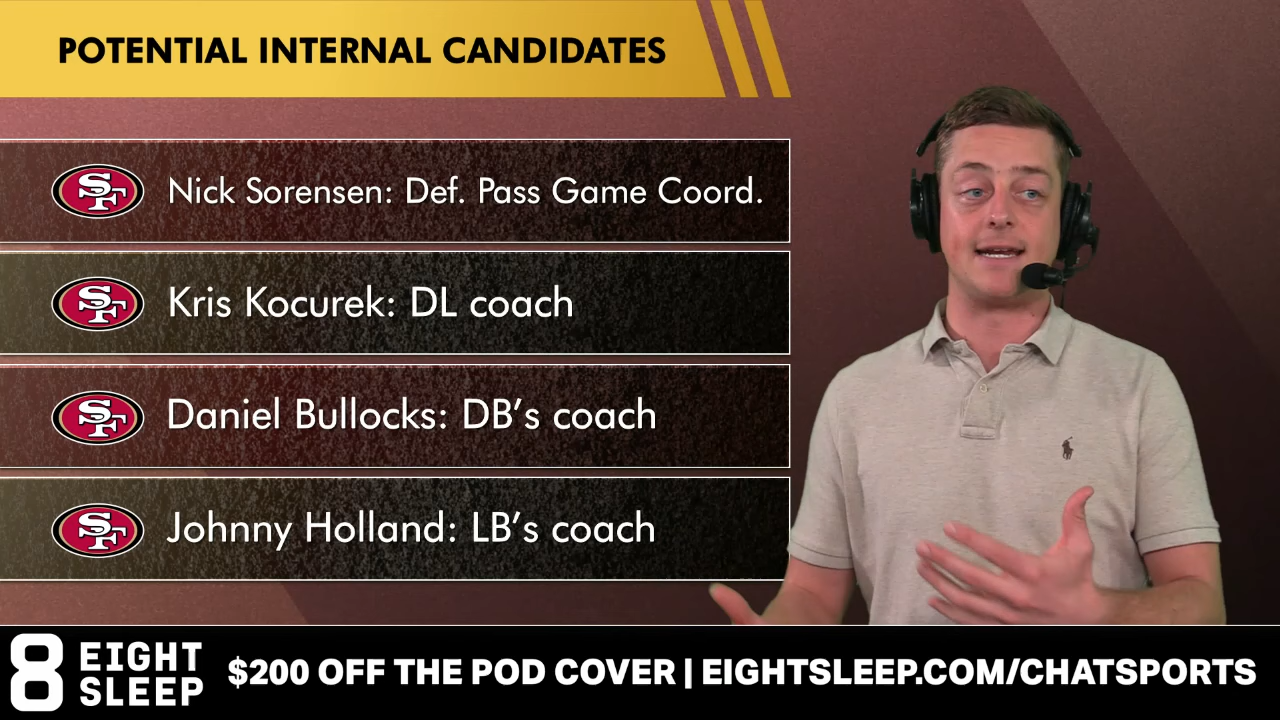 POTENTIAL INTERNAL CANDIDATES
SF Nick Sorensen: Def. Pass Game Coord.
SF Kris Kocurek: DL coach
SF Daniel Bullocks: DB’s coach
SF Johnny Holland: LB’s coach
8 EIGHT SLEEP $200 OFF THE POD COVER | EIGHTSLEEP.COM/CHATSPORTS